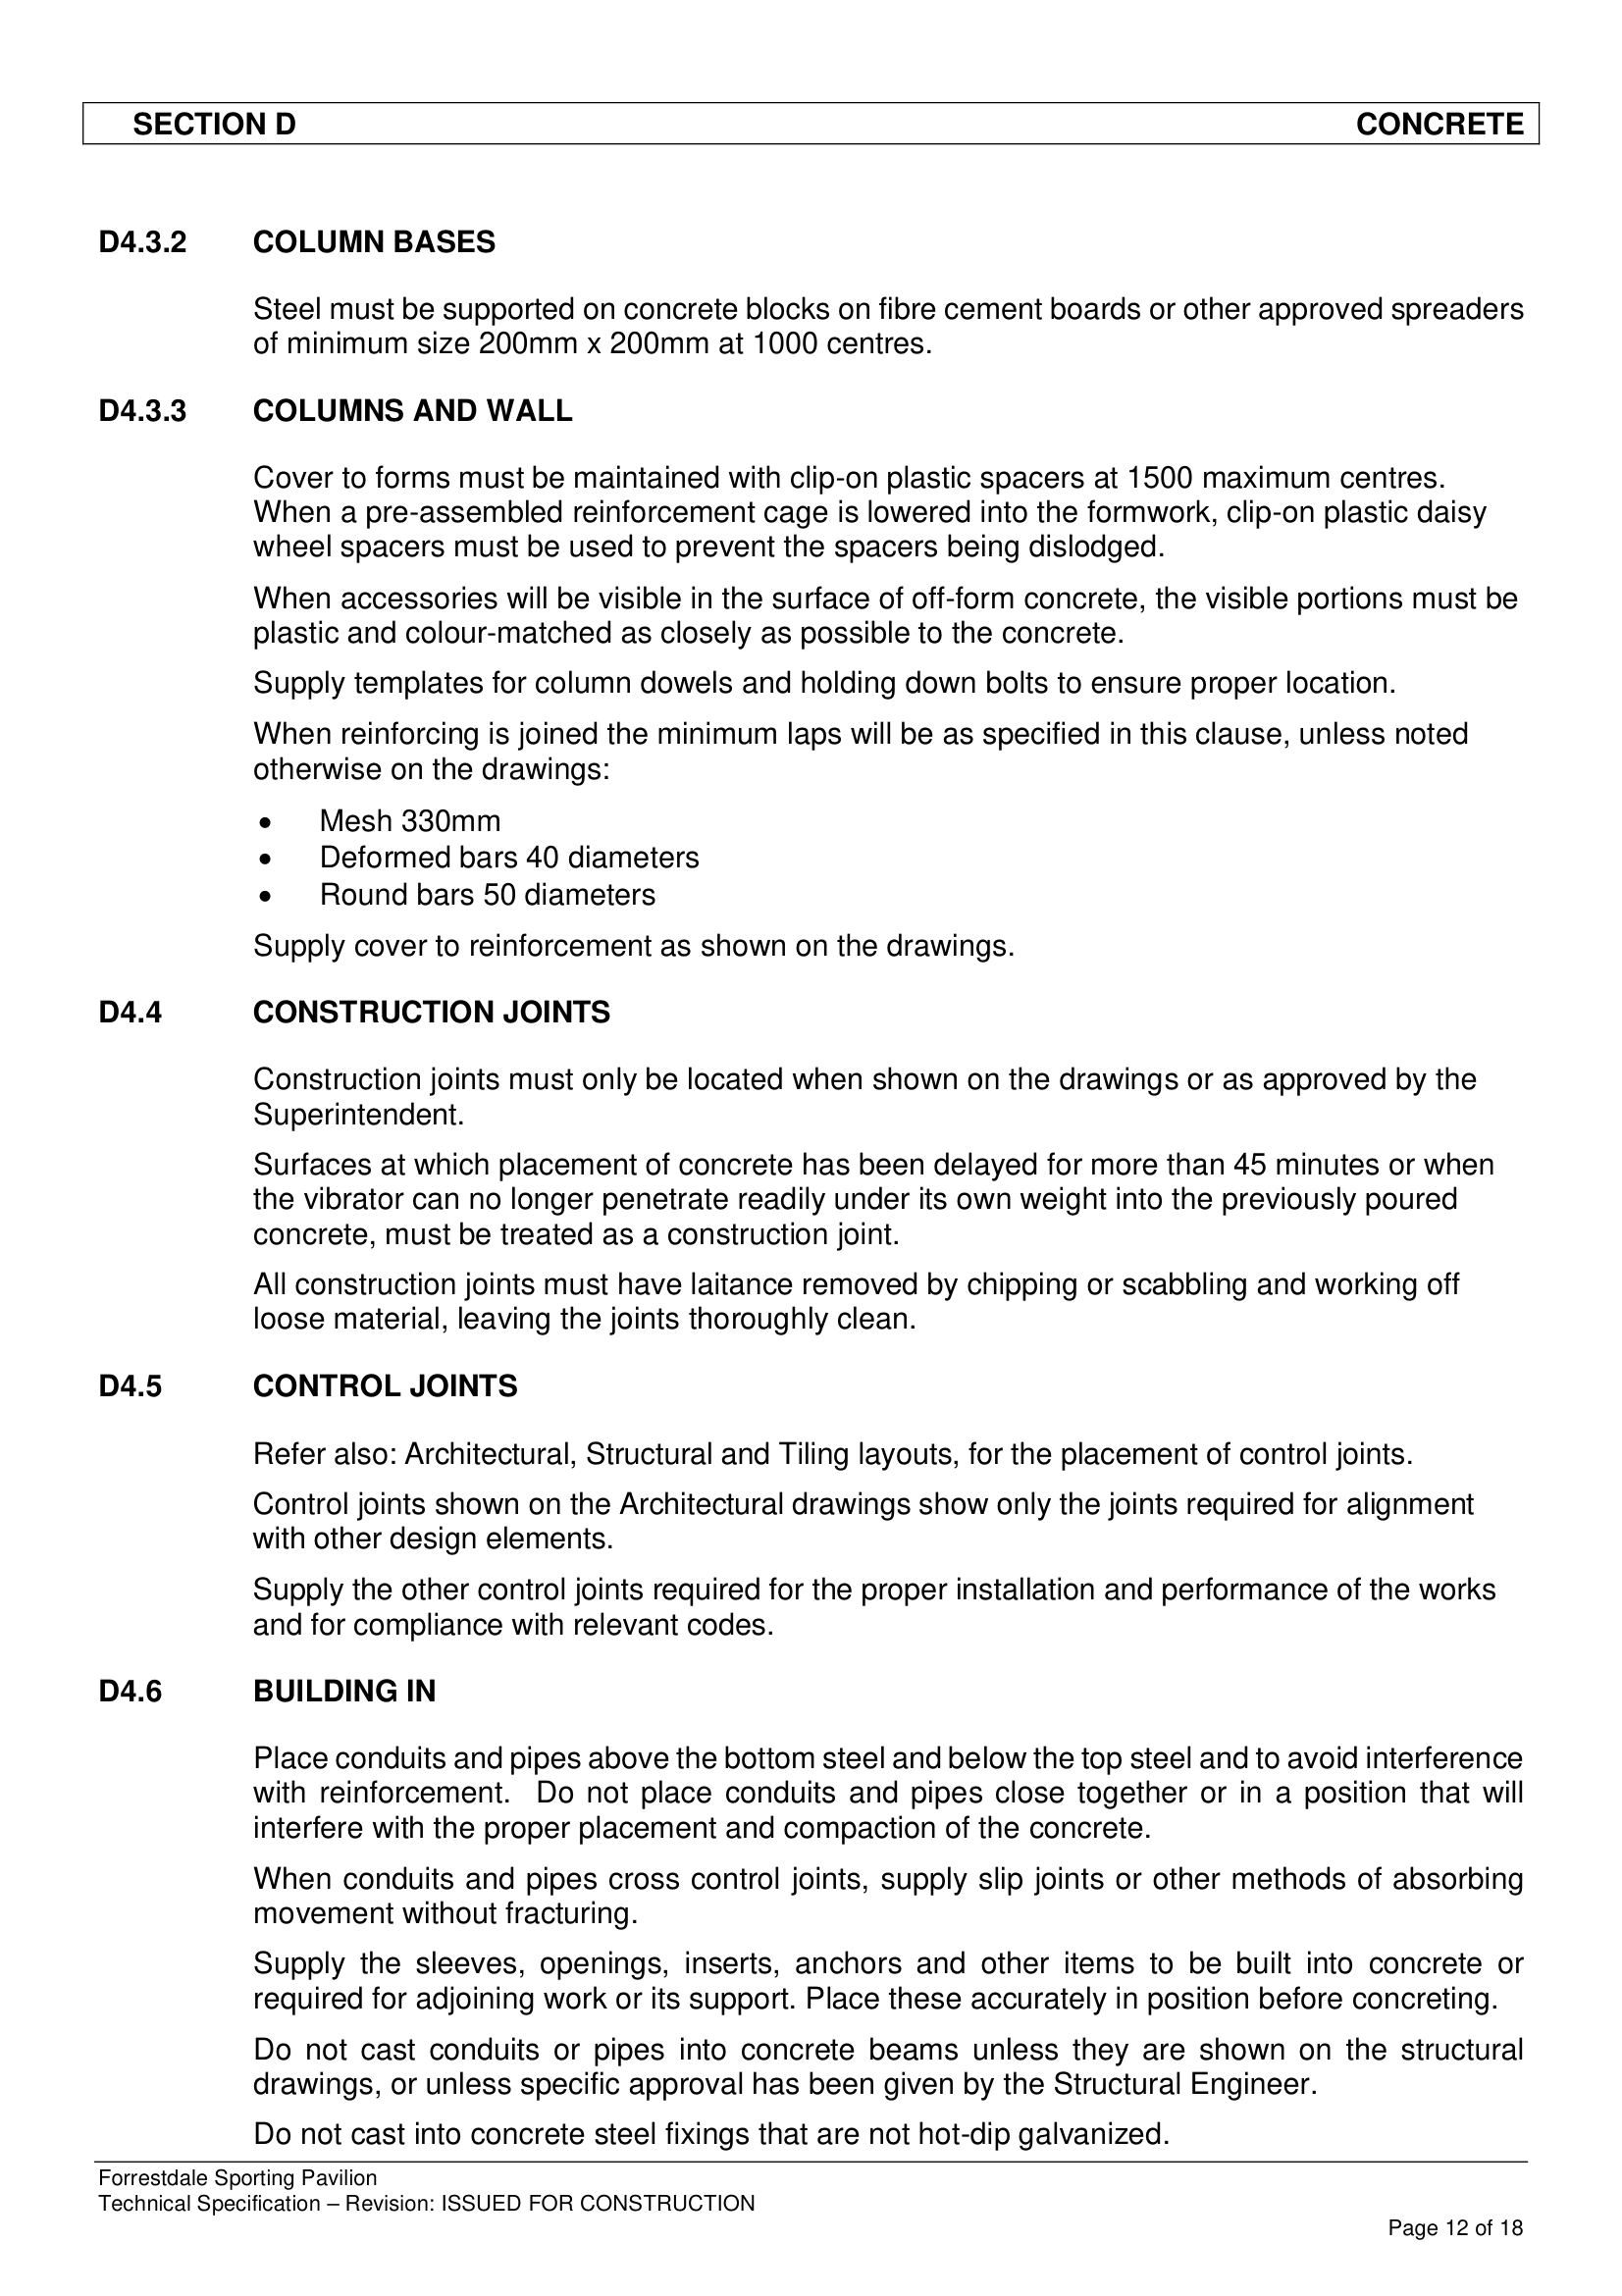 SECTION D CONCRETE
D4.3.2 COLUMN BASES
Steel must be supported on concrete blocks on fibre cement boards or other approved spreaders
of minimum size 200mm x 200mm at 1000 centres.
D4.3.3 COLUMNS AND WALL
Cover to forms must be maintained with clip-on plastic spacers at 1500 maximum centres.
When a pre-assembled reinforcement cage is lowered into the formwork, clip-on plastic daisy
wheel spacers must be used to prevent the spacers being dislodged.
When accessories will be visible in the surface of off-form concrete, the visible portions must be
plastic and colour-matched as closely as possible to the concrete.
Supply templates for column dowels and holding down bolts to ensure proper location.
When reinforcing is joined the minimum laps will be as specified in this clause, unless noted
otherwise on the drawings:
• Mesh 330mm
• Deformed bars 40 diameters
• Round bars 50 diameters
Supply cover to reinforcement as shown on the drawings.
D4.4 CONSTRUCTION JOINTS
Construction joints must only be located when shown on the drawings or as approved by the
Superintendent.
Surfaces at which placement of concrete has been delayed for more than 45 minutes or when
the vibrator can no longer penetrate readily under its own weight into the previously poured
concrete, must be treated as a construction joint.
All construction joints must have laitance removed by chipping or scabbling and working off
loose material, leaving the joints thoroughly clean.
D4.5 CONTROL JOINTS
Refer also: Architectural, Structural and Tiling layouts, for the placement of control joints.
Control joints shown on the Architectural drawings show only the joints required for alignment
with other design elements.
Supply the other control joints required for the proper installation and performance of the works
and for compliance with relevant codes.
D4.6 BUILDING IN
Place conduits and pipes above the bottom steel and below the top steel and to avoid interference
with reinforcement. Do not place conduits and pipes close together or in a position that will
interfere with the proper placement and compaction of the concrete.
When conduits and pipes cross control joints, supply slip joints or other methods of absorbing
movement without fracturing.
Supply the sleeves, openings, inserts, anchors and other items to be built into concrete or
required for adjoining work or its support. Place these accurately in position before concreting.
Do not cast conduits or pipes into concrete beams unless they are shown on the structural
drawings, or unless specific approval has been given by the Structural Engineer.
Do not cast into concrete steel fixings that are not hot-dip galvanized.
Forrestdale Sporting Pavilion
Technical Specification – Revision: ISSUED FOR CONSTRUCTION
Page 12 of 18